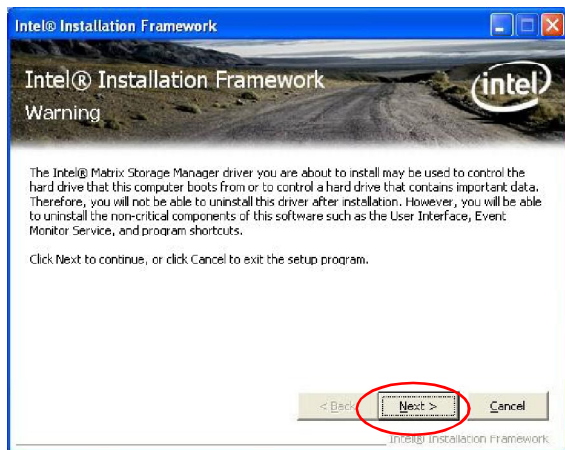 Intel® Installation Framework
Intel® Installation Framework
intel
Warning
The Intel® Matrix Storage Manager driver you are about to install may be used to control the
hard drive that this computer boots from or to control a hard drive that contains important data.
Therefore, you will not be able to uninstall this driver after installation. However, you will be able
to uninstall the non-critical components of this software such as the User Interface, Event
Monitor Service, and program shortcuts.
Click Next to continue, or click Cancel to exit the setup program.
< Back
Next >
Cancel
Intel® Installation Framework